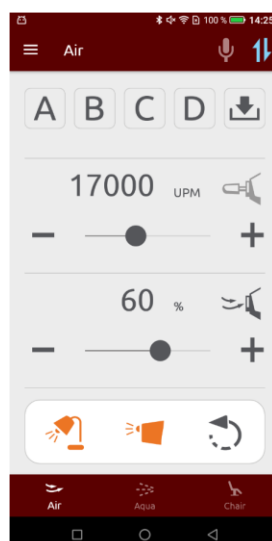 100 % 14:25
Air
A B C D
17000 UPM
− +
60 %
− +
Air Aqua Chair